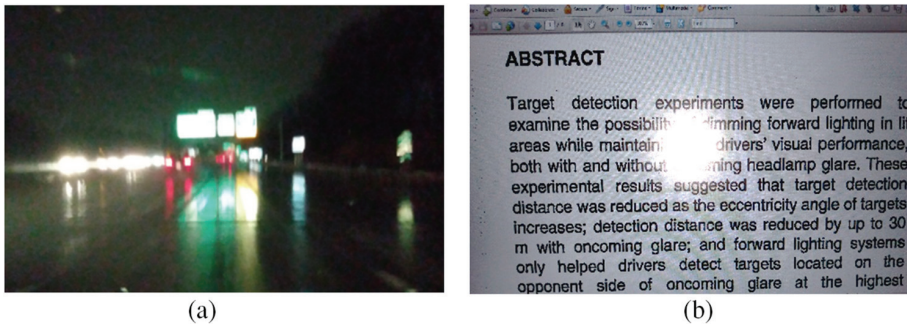 ABSTRACT
Target detection experiments were performed to
examine the possibility dimming forward lighting in
areas while drivers' visual performance,
both with and without headlamp glare. These
experimental results suggested that target detection
distance was reduced as the eccentricity angle of targets
increases; detection distance was reduced by up to 30
m with oncoming glare; and forward lighting systems
only helped drivers detect targets located on the
opponent side of oncoming glare at the highest
(a) (b)